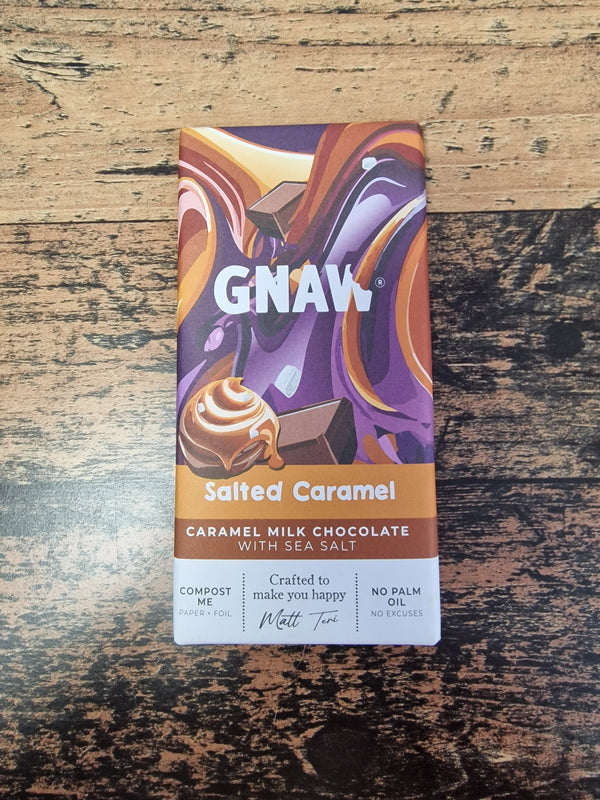 GNAW®
Salted Caramel
CARAMEL MILK CHOCOLATE
WITH SEA SALT
COMPOST
ME
PAPER + FOIL
Crafted to
make you happy
Matt Teri
NO PALM
OIL
NO EXCUSES